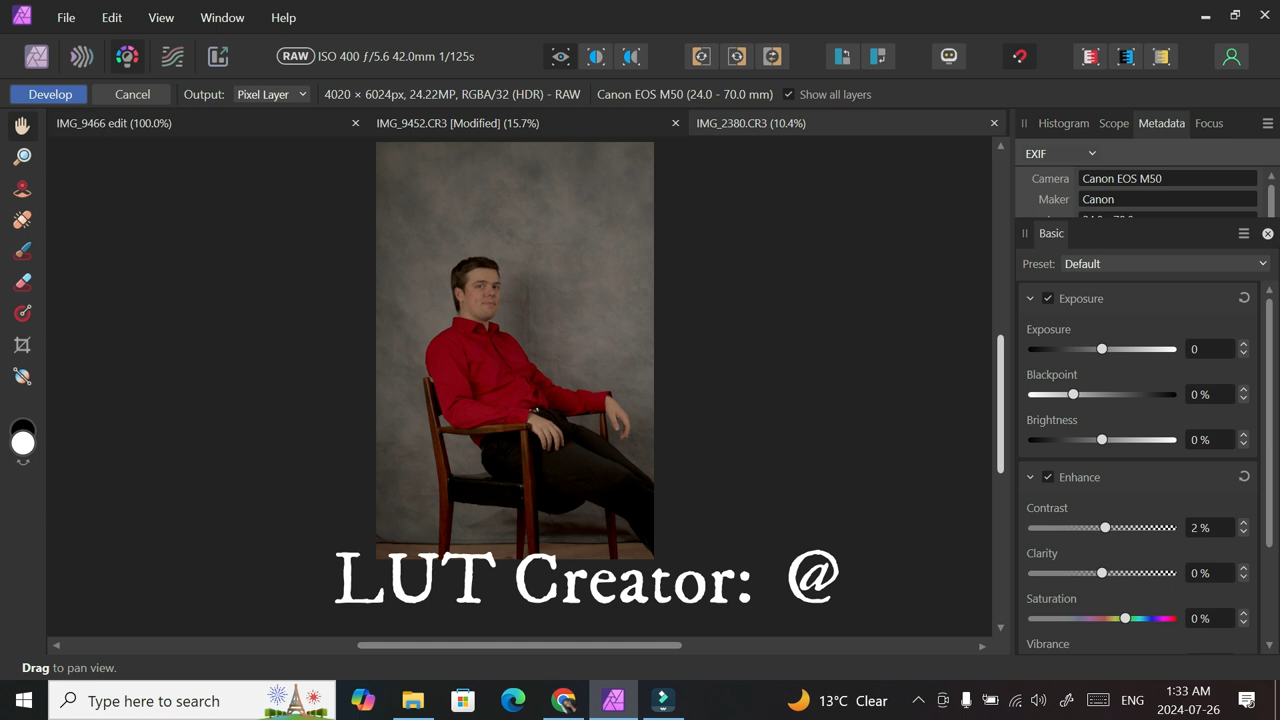 File Edit View Window Help
RAW ISO 400 ƒ/5.6 42.0mm 1/125s
Develop Cancel Output: Pixel Layer 4020 × 6024px, 24.22MP, RGBA/32 (HDR) - RAW Canon EOS M50 (24.0 - 70.0 mm) Show all layers
IMG_9466 edit (100.0%) IMG_9452.CR3 [Modified] (15.7%) IMG_2380.CR3 (10.4%)
Histogram Scope Metadata Focus
EXIF
Camera Canon EOS M50
Maker Canon
Basic
Preset: Default
Exposure
Exposure
0
Blackpoint
0 %
Brightness
0 %
Enhance
Contrast
2 %
Clarity
0 %
Saturation
0 %
Vibrance
LUT Creator: @
Drag to pan view.
Type here to search
13°C Clear
ENG
1:33 AM
2024-07-26